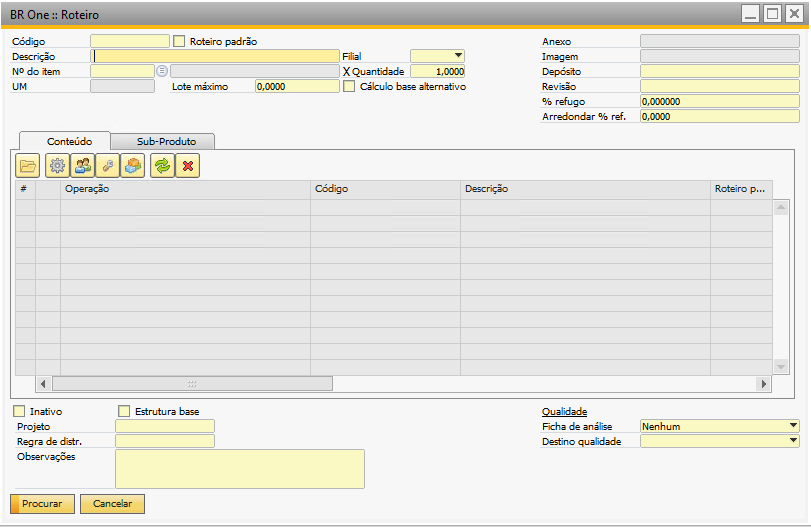 BR One :: Roteiro
Código Roteiro padrão Anexo
Descrição Filial Imagem
Nº do item X Quantidade 1,0000 Depósito
UM Lote máximo 0,0000 Cálculo base alternativo Revisão
% refugo 0,000000
Arredondar % ref. 0,0000
Conteúdo Sub-Produto
# Operação Código Descrição Roteiro p...
Inativo Estrutura base Qualidade
Projeto Ficha de análise Nenhum
Regra de distr. Destino qualidade
Observações
Procurar Cancelar